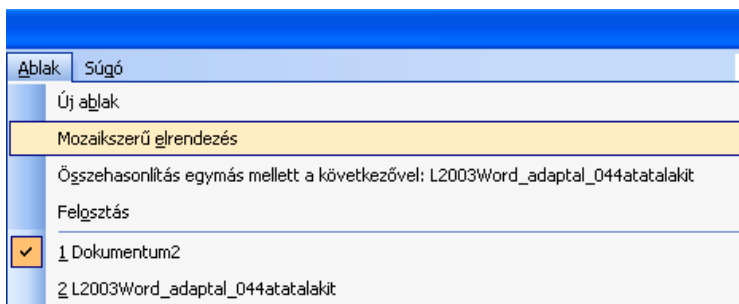 Ablak Súgó
Új ablak
Mozaikszerű elrendezés
Összehasonlítás egymás mellett a következővel: L2003Word_adaptal_044atatalakit
Felosztás
1 Dokumentum2
2 L2003Word_adaptal_044atatalakit